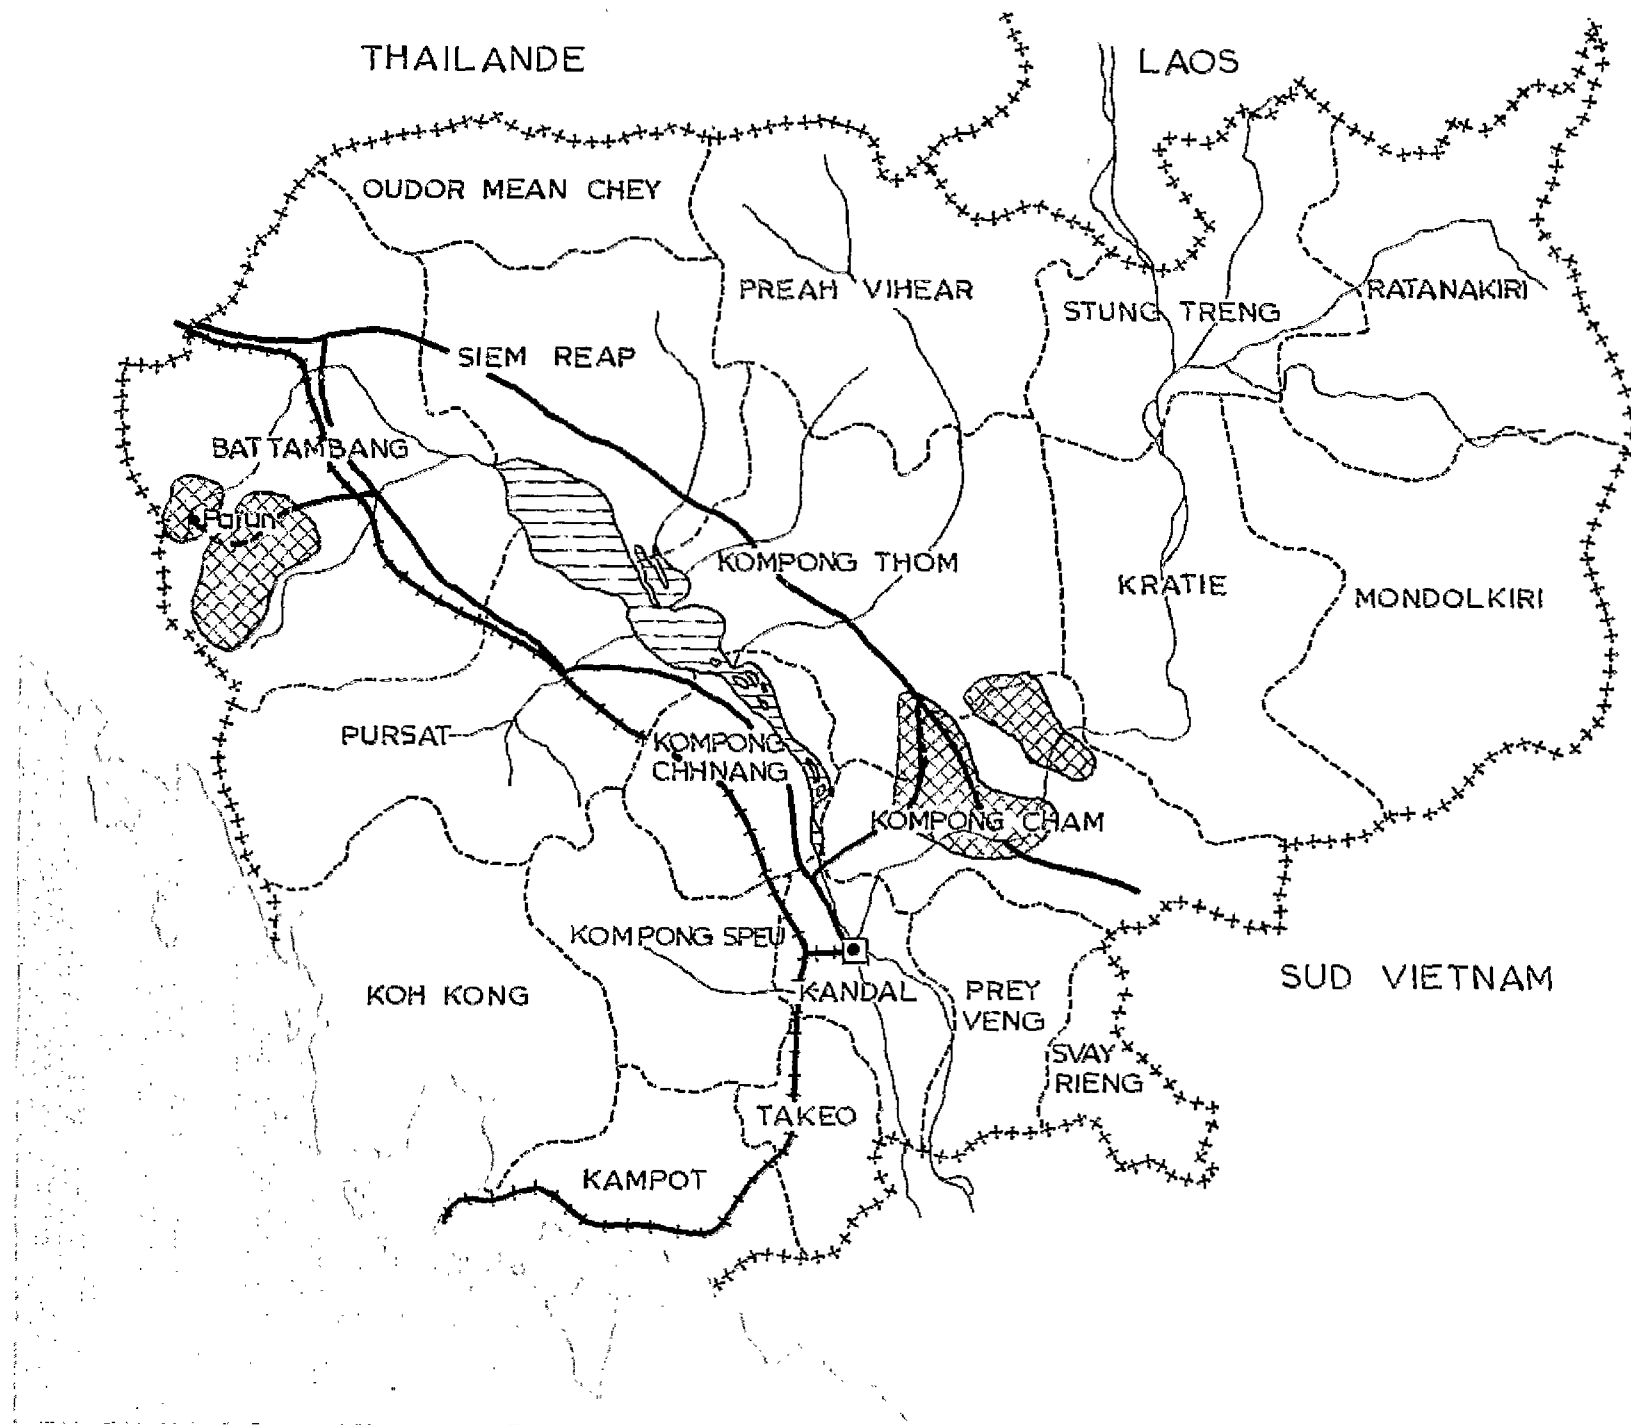 THAILANDE
LAOS
OUDOR MEAN CHEY
PREAH VIHEAR
STUNG TRENG
RATANAKIRI
SIEM REAP
BATTAMBANG
KOMPONG THOM
KRATIE
MONDOLKIRI
PURSAT
KOMPONG
CHHNANG
KOMPONG CHAM
KOMPONG SPEU
KOH KONG
KANDAL
PREY
VENG
SUD VIETNAM
SVAY
RIENG
TAKEO
KAMPOT